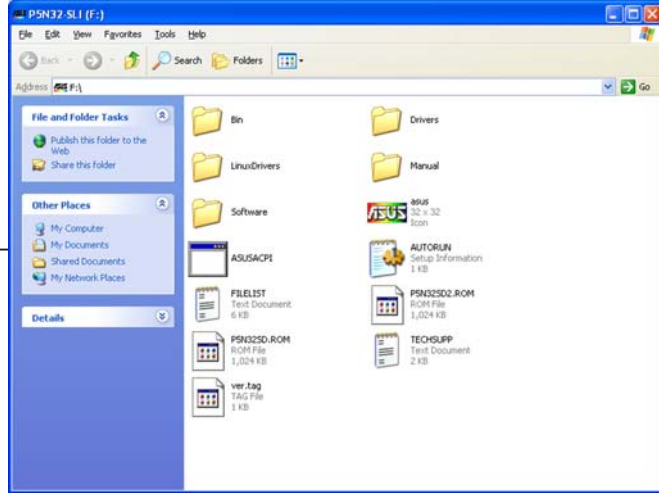 P5N32-SLI (F:)
File Edit View Favorites Tools Help
Back Search Folders
Address F:\ Go
File and Folder Tasks
Publish this folder to the
Web
Share this folder
Other Places
My Computer
My Documents
Shared Documents
My Network Places
Details
Bin
Drivers
LinuxDrivers
Manual
Software
ASUS
asus
32 x 32
Icon
ASUSACPI
AUTORUN
Setup Information
1 KB
FILELIST
Text Document
6 KB
P5N32SD2.ROM
ROM File
1,024 KB
P5N32SD.ROM
ROM File
1,024 KB
TECHSUPP
Text Document
2 KB
ver.tag
TAG File
1 KB